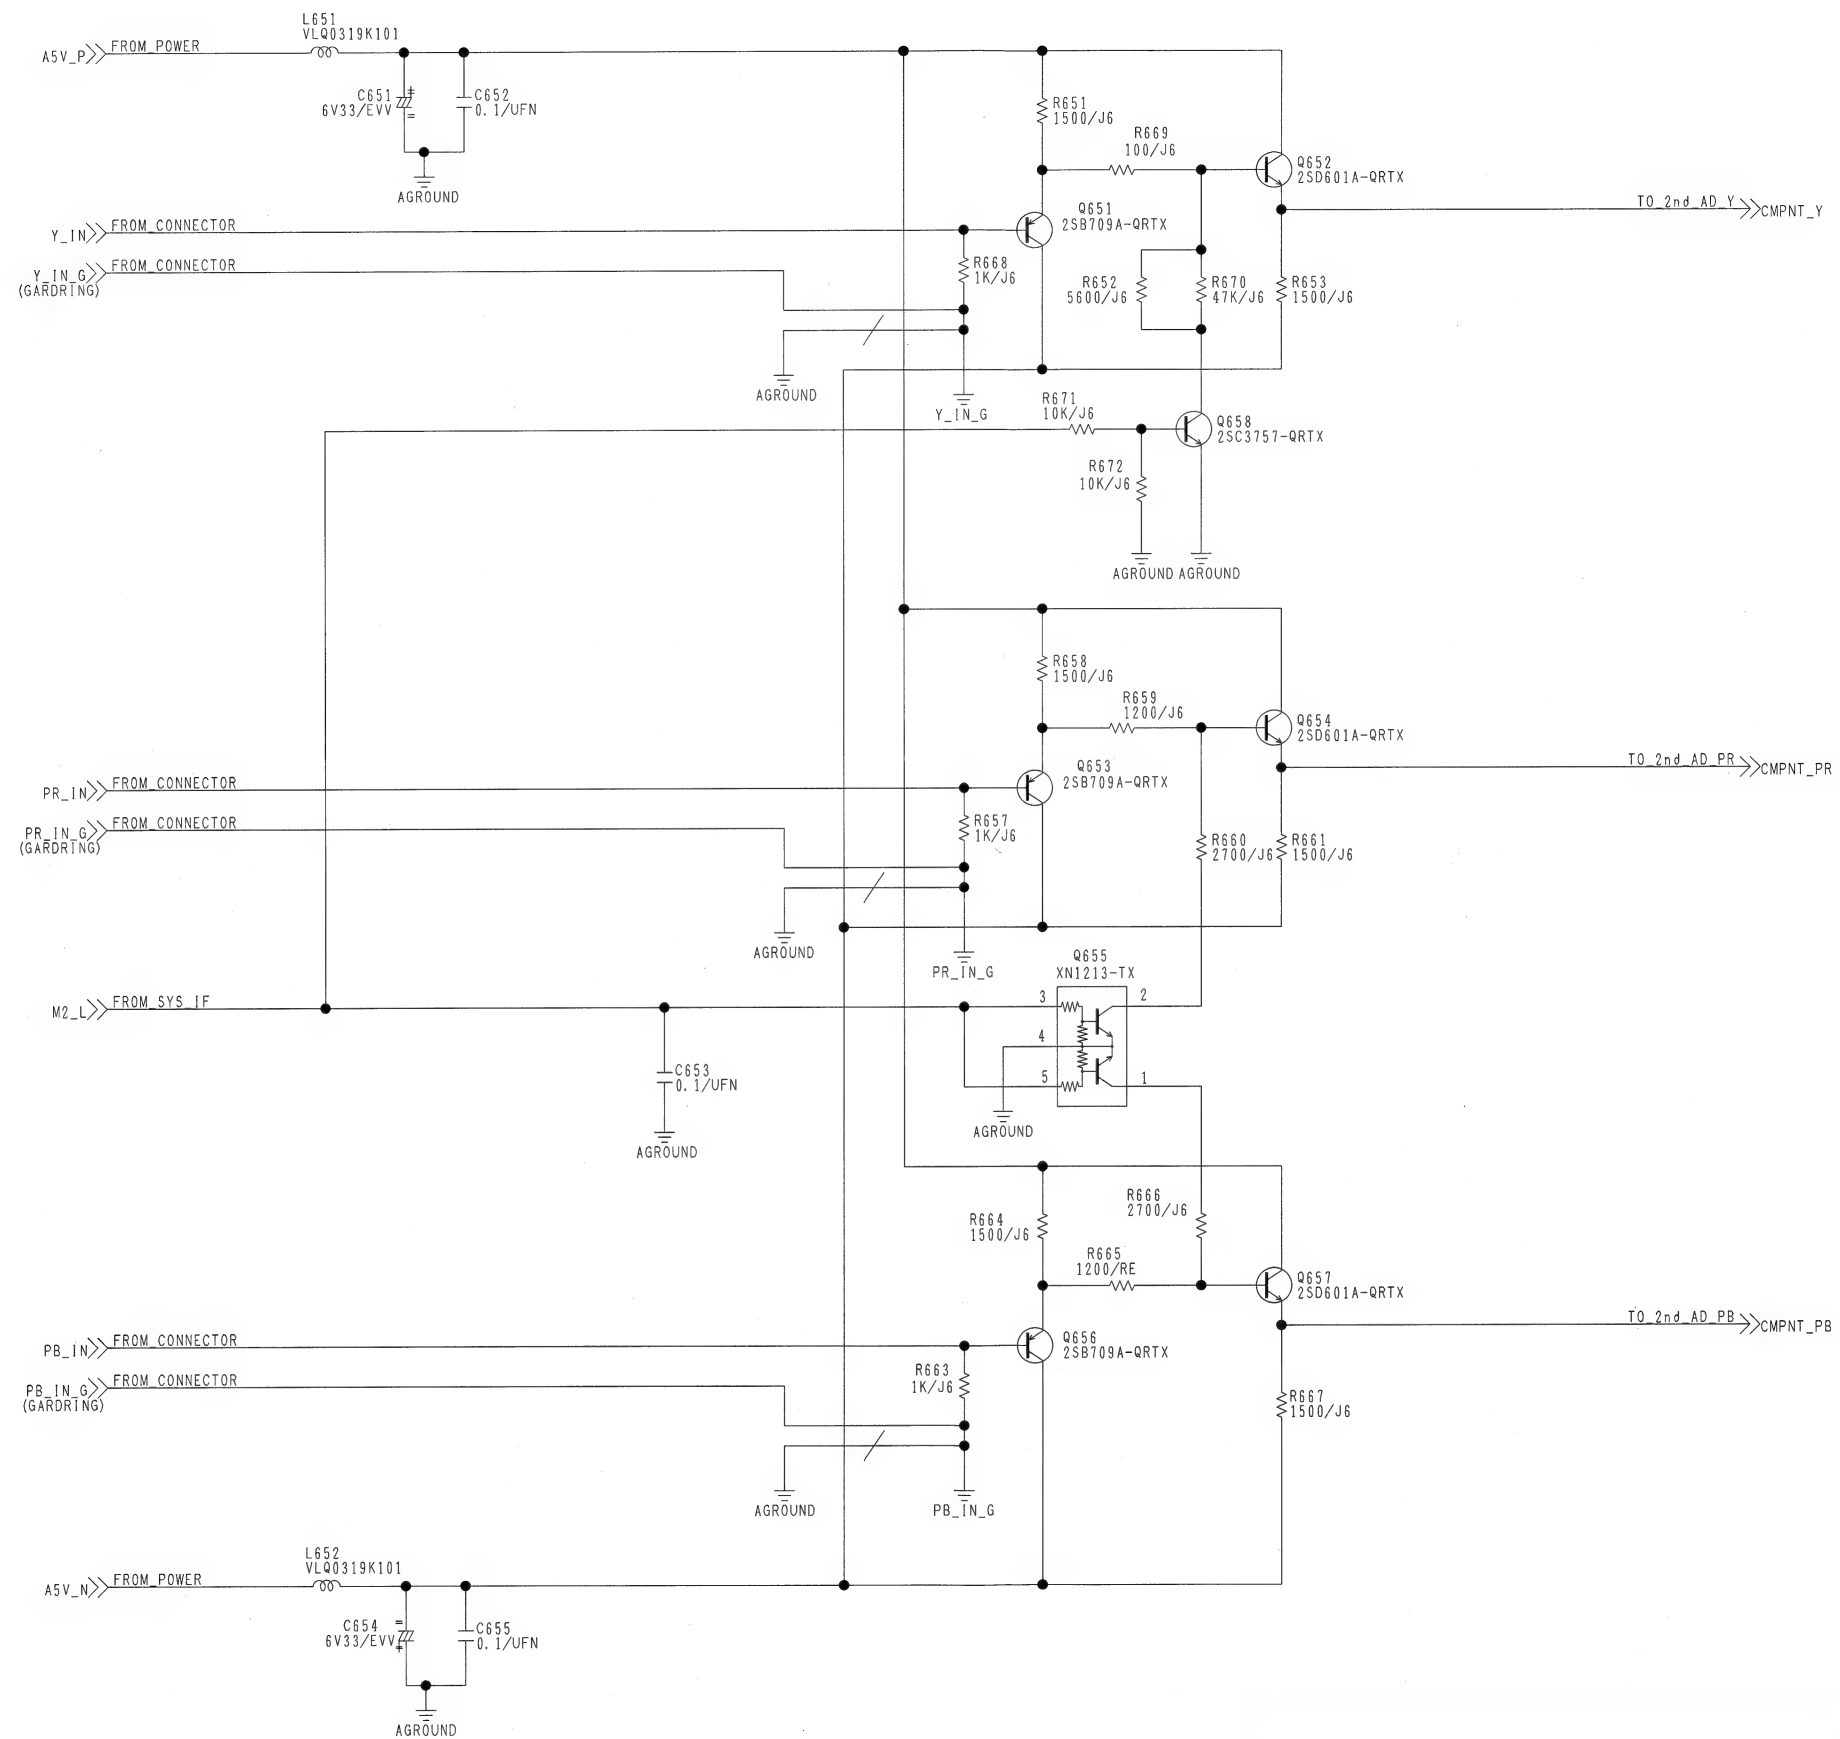 L651
VLQ0319K101
A5V_P
FROM_POWER
C651
6V33/EVV
C652
0.1/UFN
AGROUND
R651
1500/J6
R669
100/J6
Q652
2SD601A-QRTX
TO_2nd_AD_Y
CMPNT_Y
Y_IN
FROM_CONNECTOR
Q651
2SB709A-QRTX
Y_IN_G
(GARDRING)
FROM_CONNECTOR
R668
1K/J6
R652
5600/J6
R670
47K/J6
R653
1500/J6
AGROUND
Y_IN_G
R671
10K/J6
Q658
2SC3757-QRTX
R672
10K/J6
AGROUND
AGROUND
R658
1500/J6
R659
1200/J6
Q654
2SD601A-QRTX
TO_2nd_AD_PR
CMPNT_PR
PR_IN
FROM_CONNECTOR
Q653
2SB709A-QRTX
PR_IN_G
(GARDRING)
FROM_CONNECTOR
R657
1K/J6
R660
2700/J6
R661
1500/J6
AGROUND
PR_IN_G
Q655
XN1213-TX
M2_L
FROM_SYS_IF
3
2
4
5
1
C653
0.1/UFN
AGROUND
AGROUND
R664
1500/J6
R666
2700/J6
R665
1200/RE
Q657
2SD601A-QRTX
TO_2nd_AD_PB
CMPNT_PB
PB_IN
FROM_CONNECTOR
Q656
2SB709A-QRTX
PB_IN_G
(GARDRING)
FROM_CONNECTOR
R663
1K/J6
R667
1500/J6
AGROUND
PB_IN_G
L652
VLQ0319K101
A5V_N
FROM_POWER
C654
6V33/EVV
C655
0.1/UFN
AGROUND